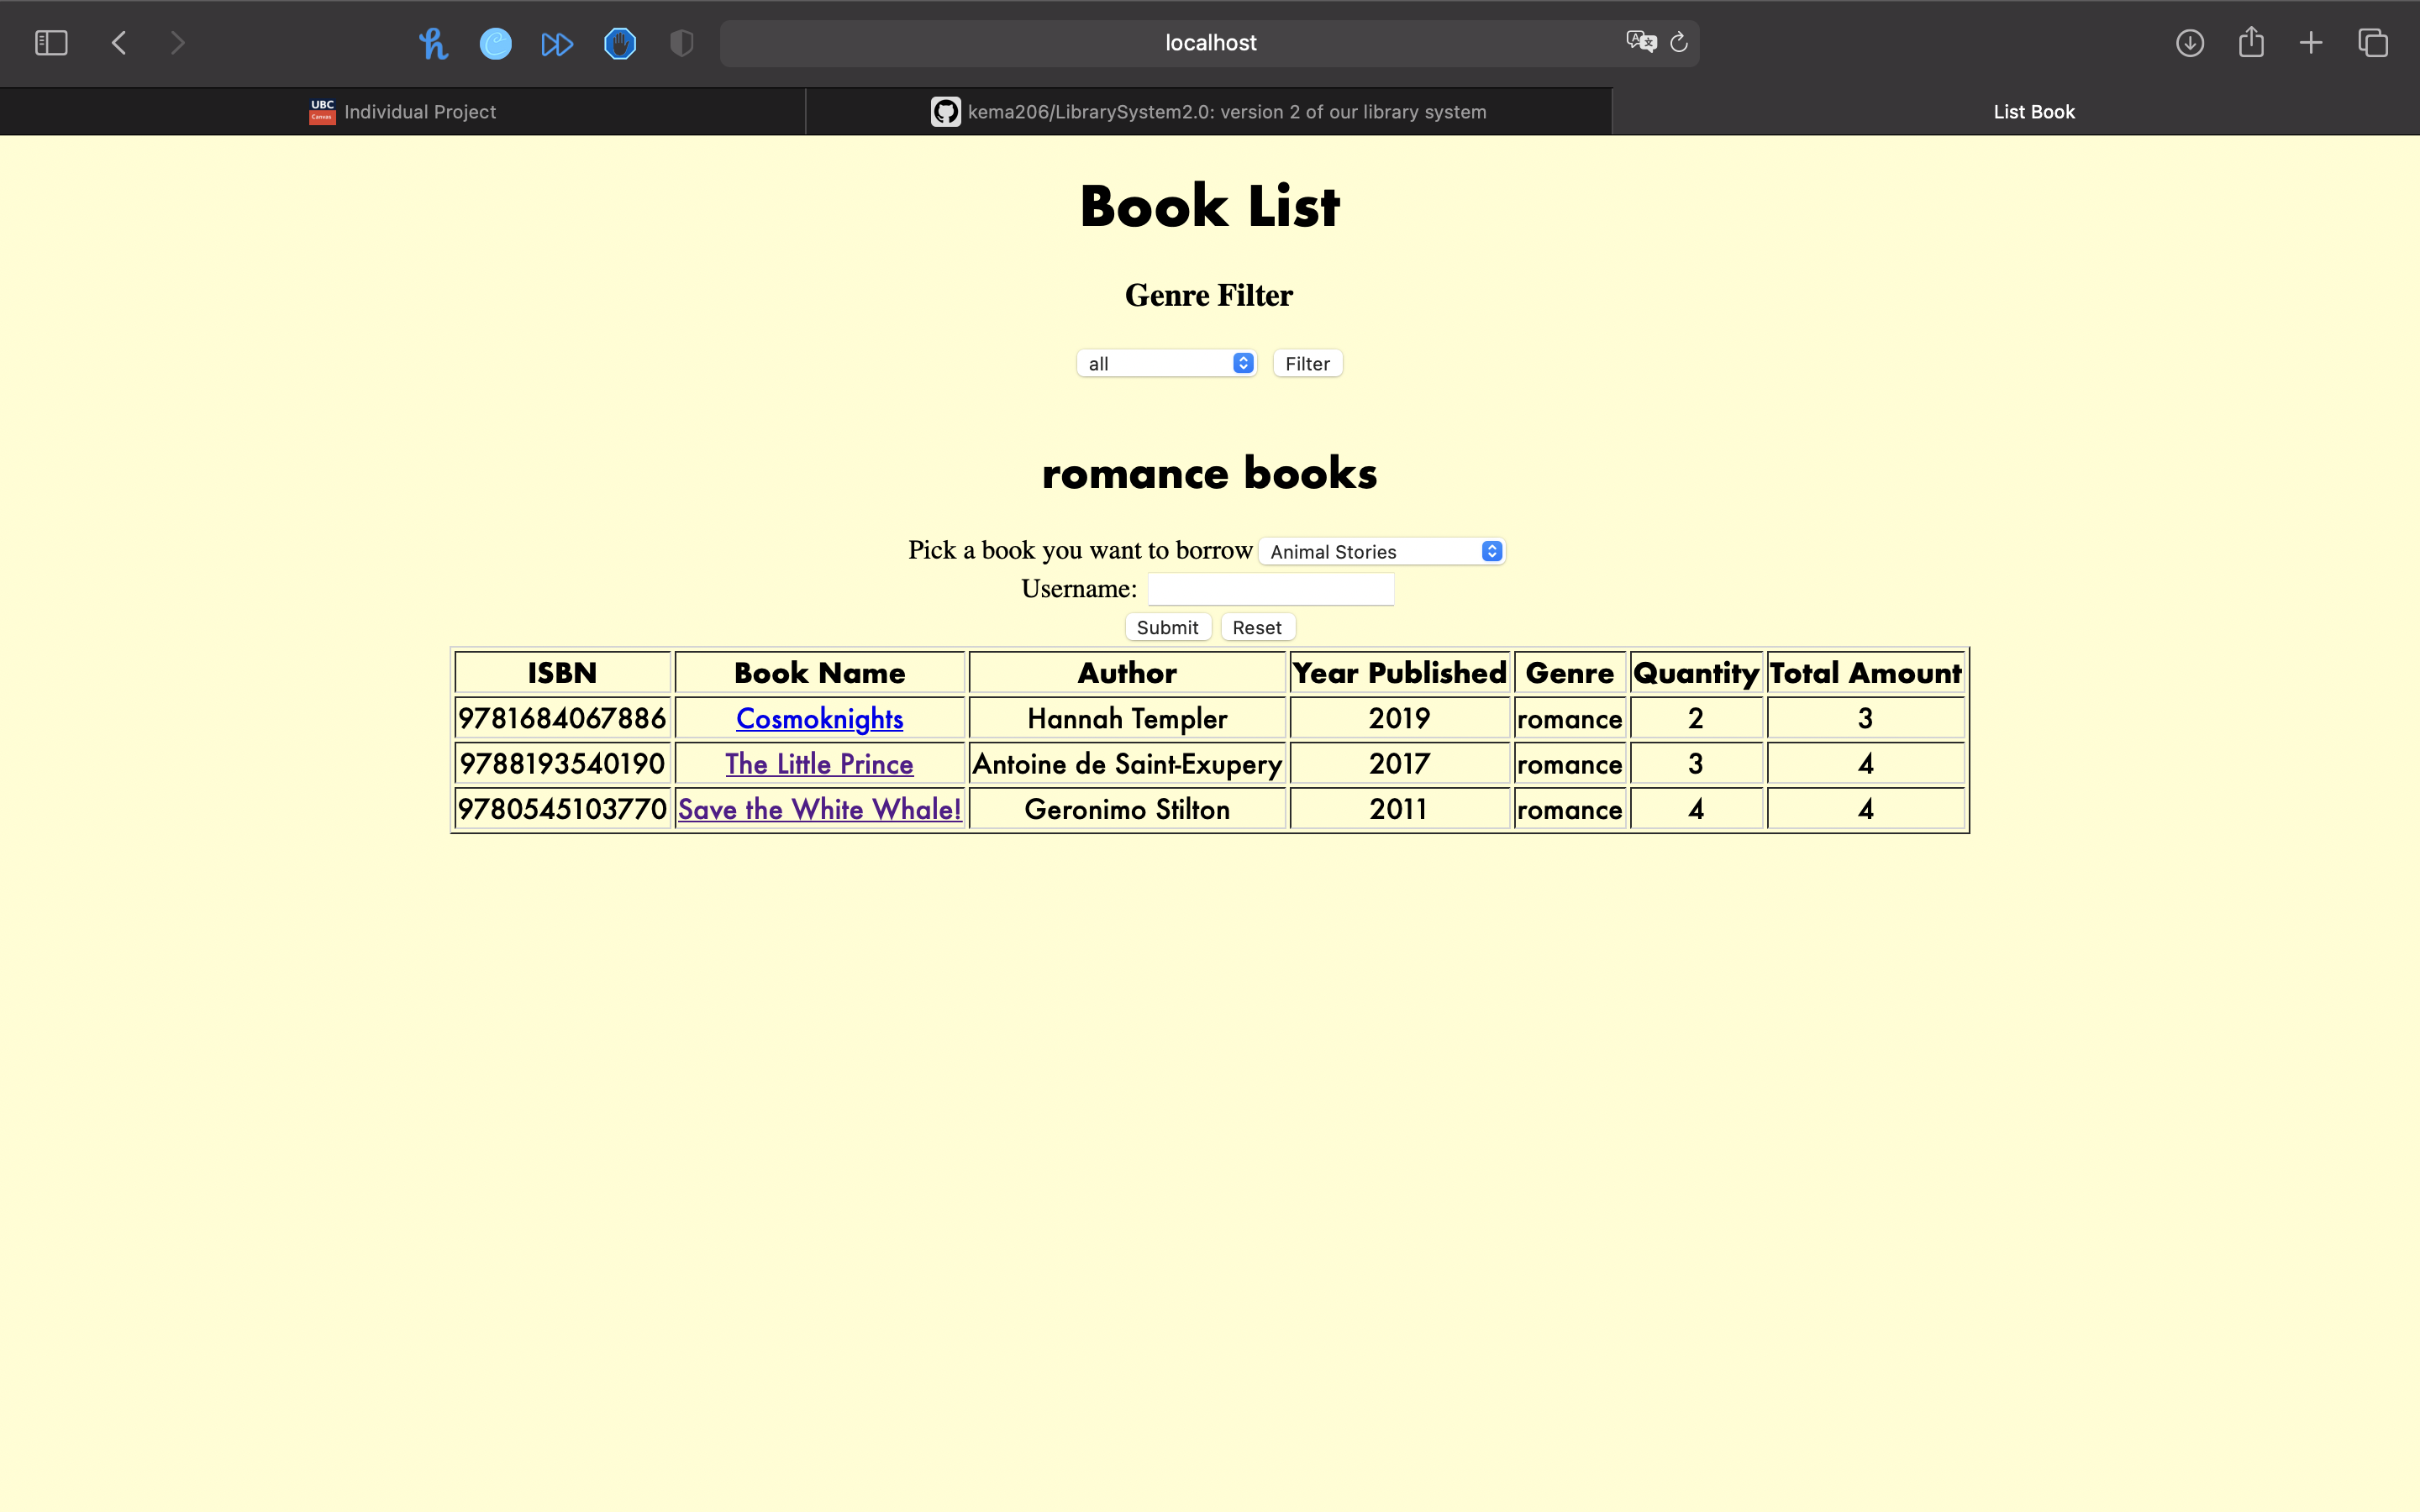 localhost
UBC
Canvas
Individual Project
kema206/LibrarySystem2.0: version 2 of our library system
List Book
Book List
Genre Filter
all Filter
romance books
Pick a book you want to borrow Animal Stories
Username:
Submit Reset
ISBN Book Name Author Year Published Genre Quantity Total Amount
9781684067886 Cosmoknights Hannah Templer 2019 romance 2 3
9788193540190 The Little Prince Antoine de Saint-Exupery 2017 romance 3 4
9780545103770 Save the White Whale! Geronimo Stilton 2011 romance 4 4